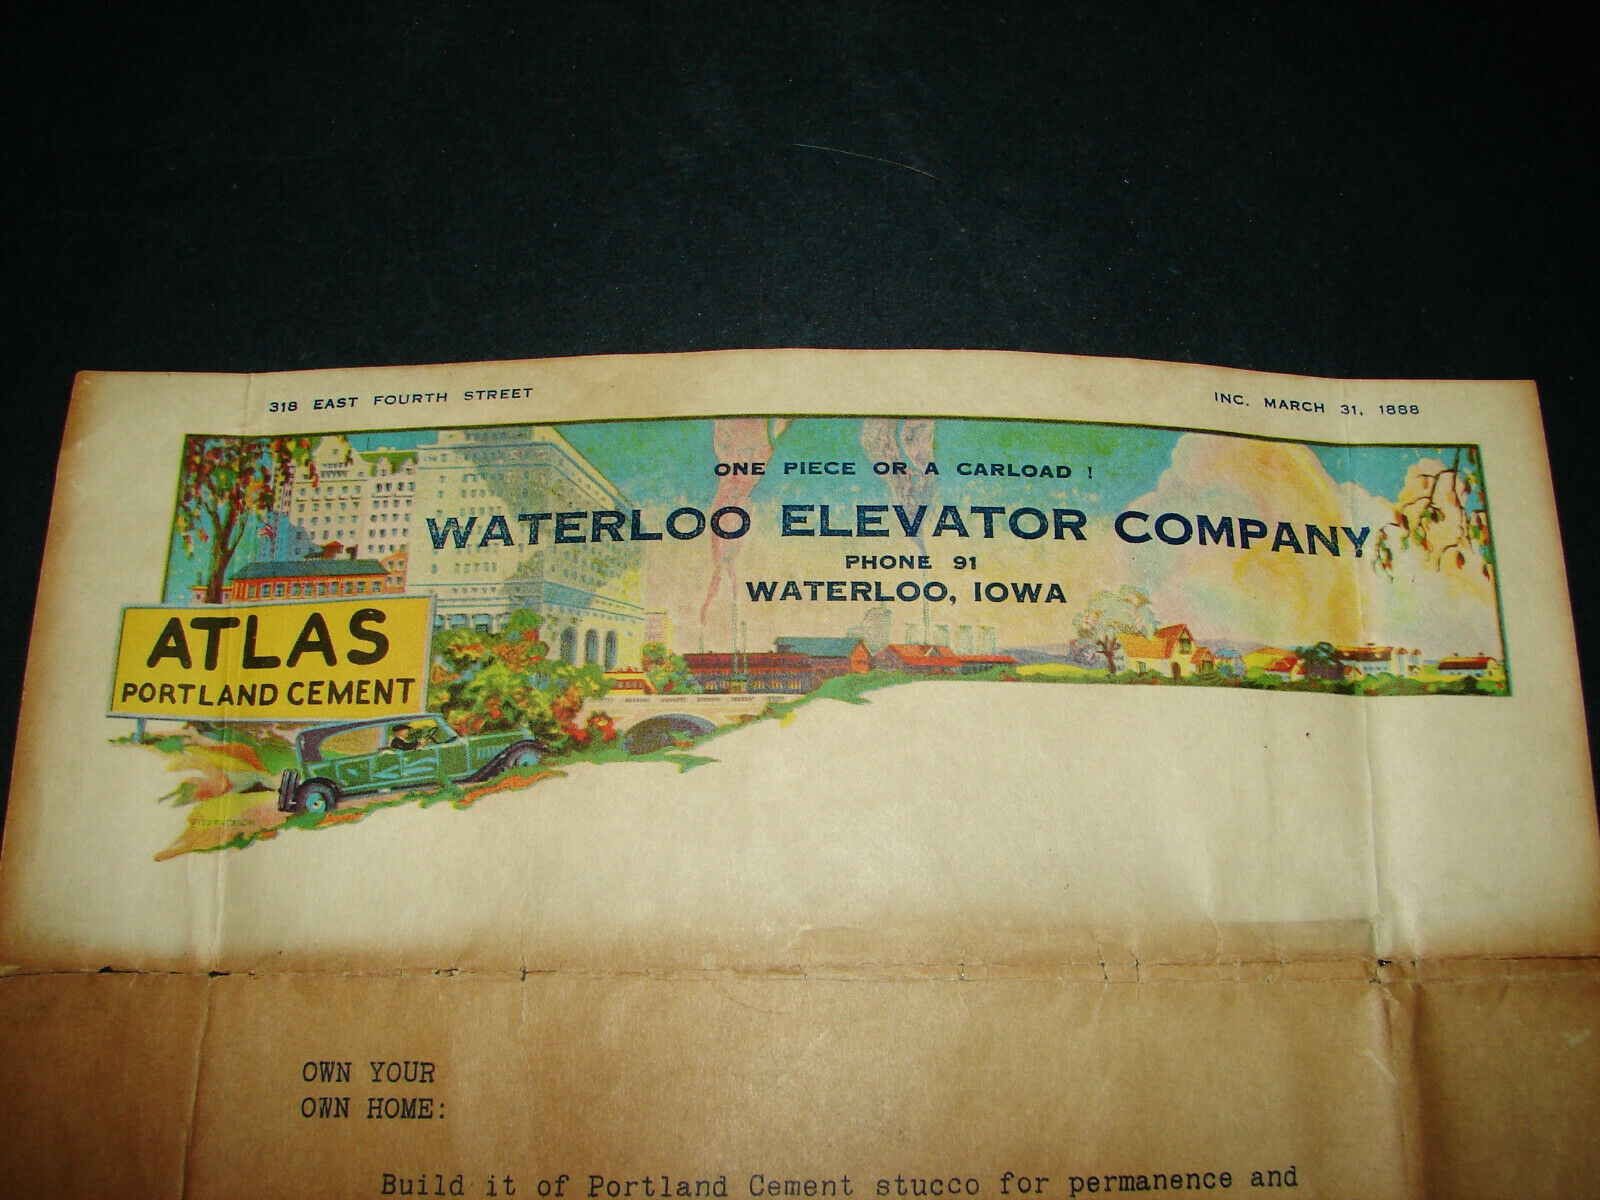 318 EAST FOURTH STREET
INC. MARCH 31, 1888
ONE PIECE OR A CARLOAD !
WATERLOO ELEVATOR COMPANY
PHONE 91
WATERLOO, IOWA
ATLAS
PORTLAND CEMENT
OWN YOUR
OWN HOME:
Build it of Portland Cement stucco for permanence and